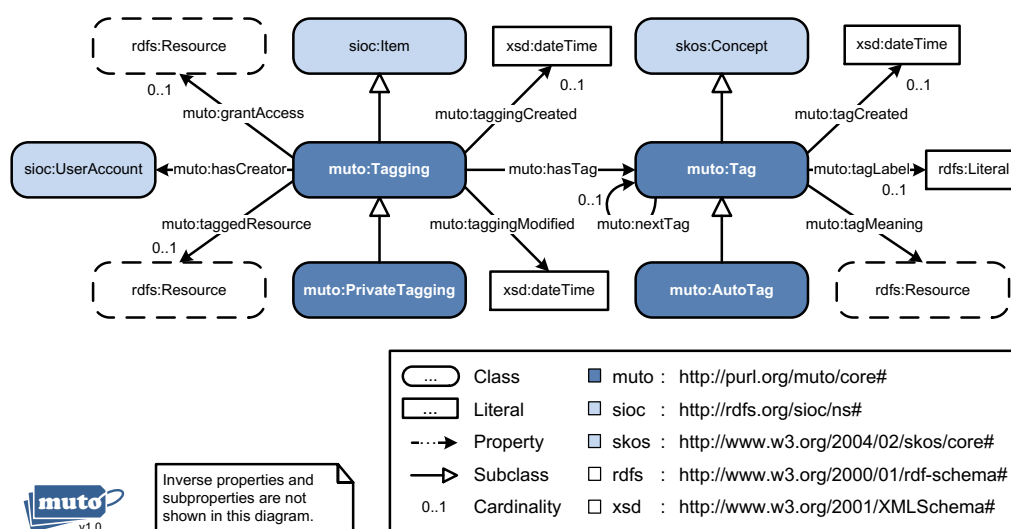 rdfs:Resource
sioc:Item
xsd:dateTime
skos:Concept
xsd:dateTime
0..1
0..1
0..1
muto:grantAccess
muto:taggingCreated
muto:tagCreated
sioc:UserAccount
muto:hasCreator
muto:Tagging
muto:hasTag
muto:Tag
muto:tagLabel
rdfs:Literal
0..1
0..1
muto:taggedResource
muto:taggingModified
muto:nextTag
muto:tagMeaning
0..1
rdfs:Resource
muto:PrivateTagging
xsd:dateTime
muto:AutoTag
rdfs:Resource
... Class muto : http://purl.org/muto/core#
... Literal sioc : http://rdfs.org/sioc/ns#
Property skos : http://www.w3.org/2004/02/skos/core#
Subclass rdfs : http://www.w3.org/2000/01/rdf-schema#
0..1 Cardinality xsd : http://www.w3.org/2001/XMLSchema#
muto
v1.0
Inverse properties and
subproperties are not
shown in this diagram.